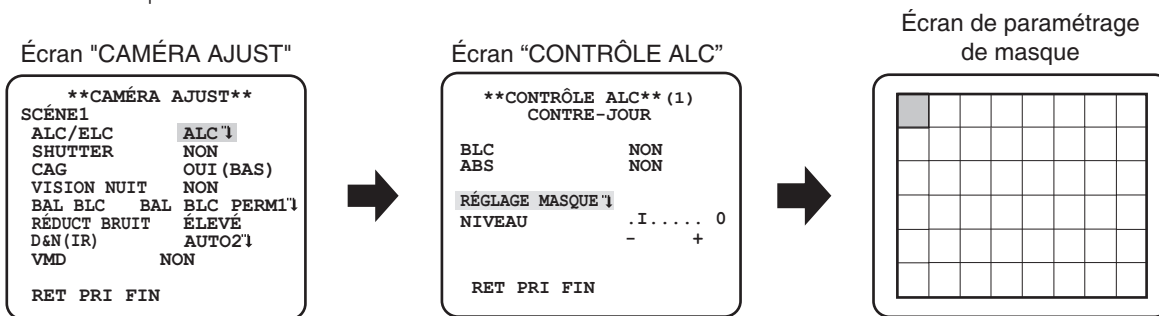 Écran "CAMÉRA AJUST"
**CAMÉRA AJUST**
SCÉNE1
ALC/ELC ALC
SHUTTER NON
CAG OUI(BAS)
VISION NUIT NON
BAL BLC BAL BLC PERM1
RÉDUCT BRUIT ÉLEVÉ
D&N(IR) AUTO2
VMD NON
RET PRI FIN
Écran “CONTRÔLE ALC”
**CONTRÔLE ALC**(1)
CONTRE-JOUR
BLC NON
ABS NON
RÉGLAGE MASQUE
NIVEAU .I..... 0
- +
RET PRI FIN
Écran de paramétrage
de masque